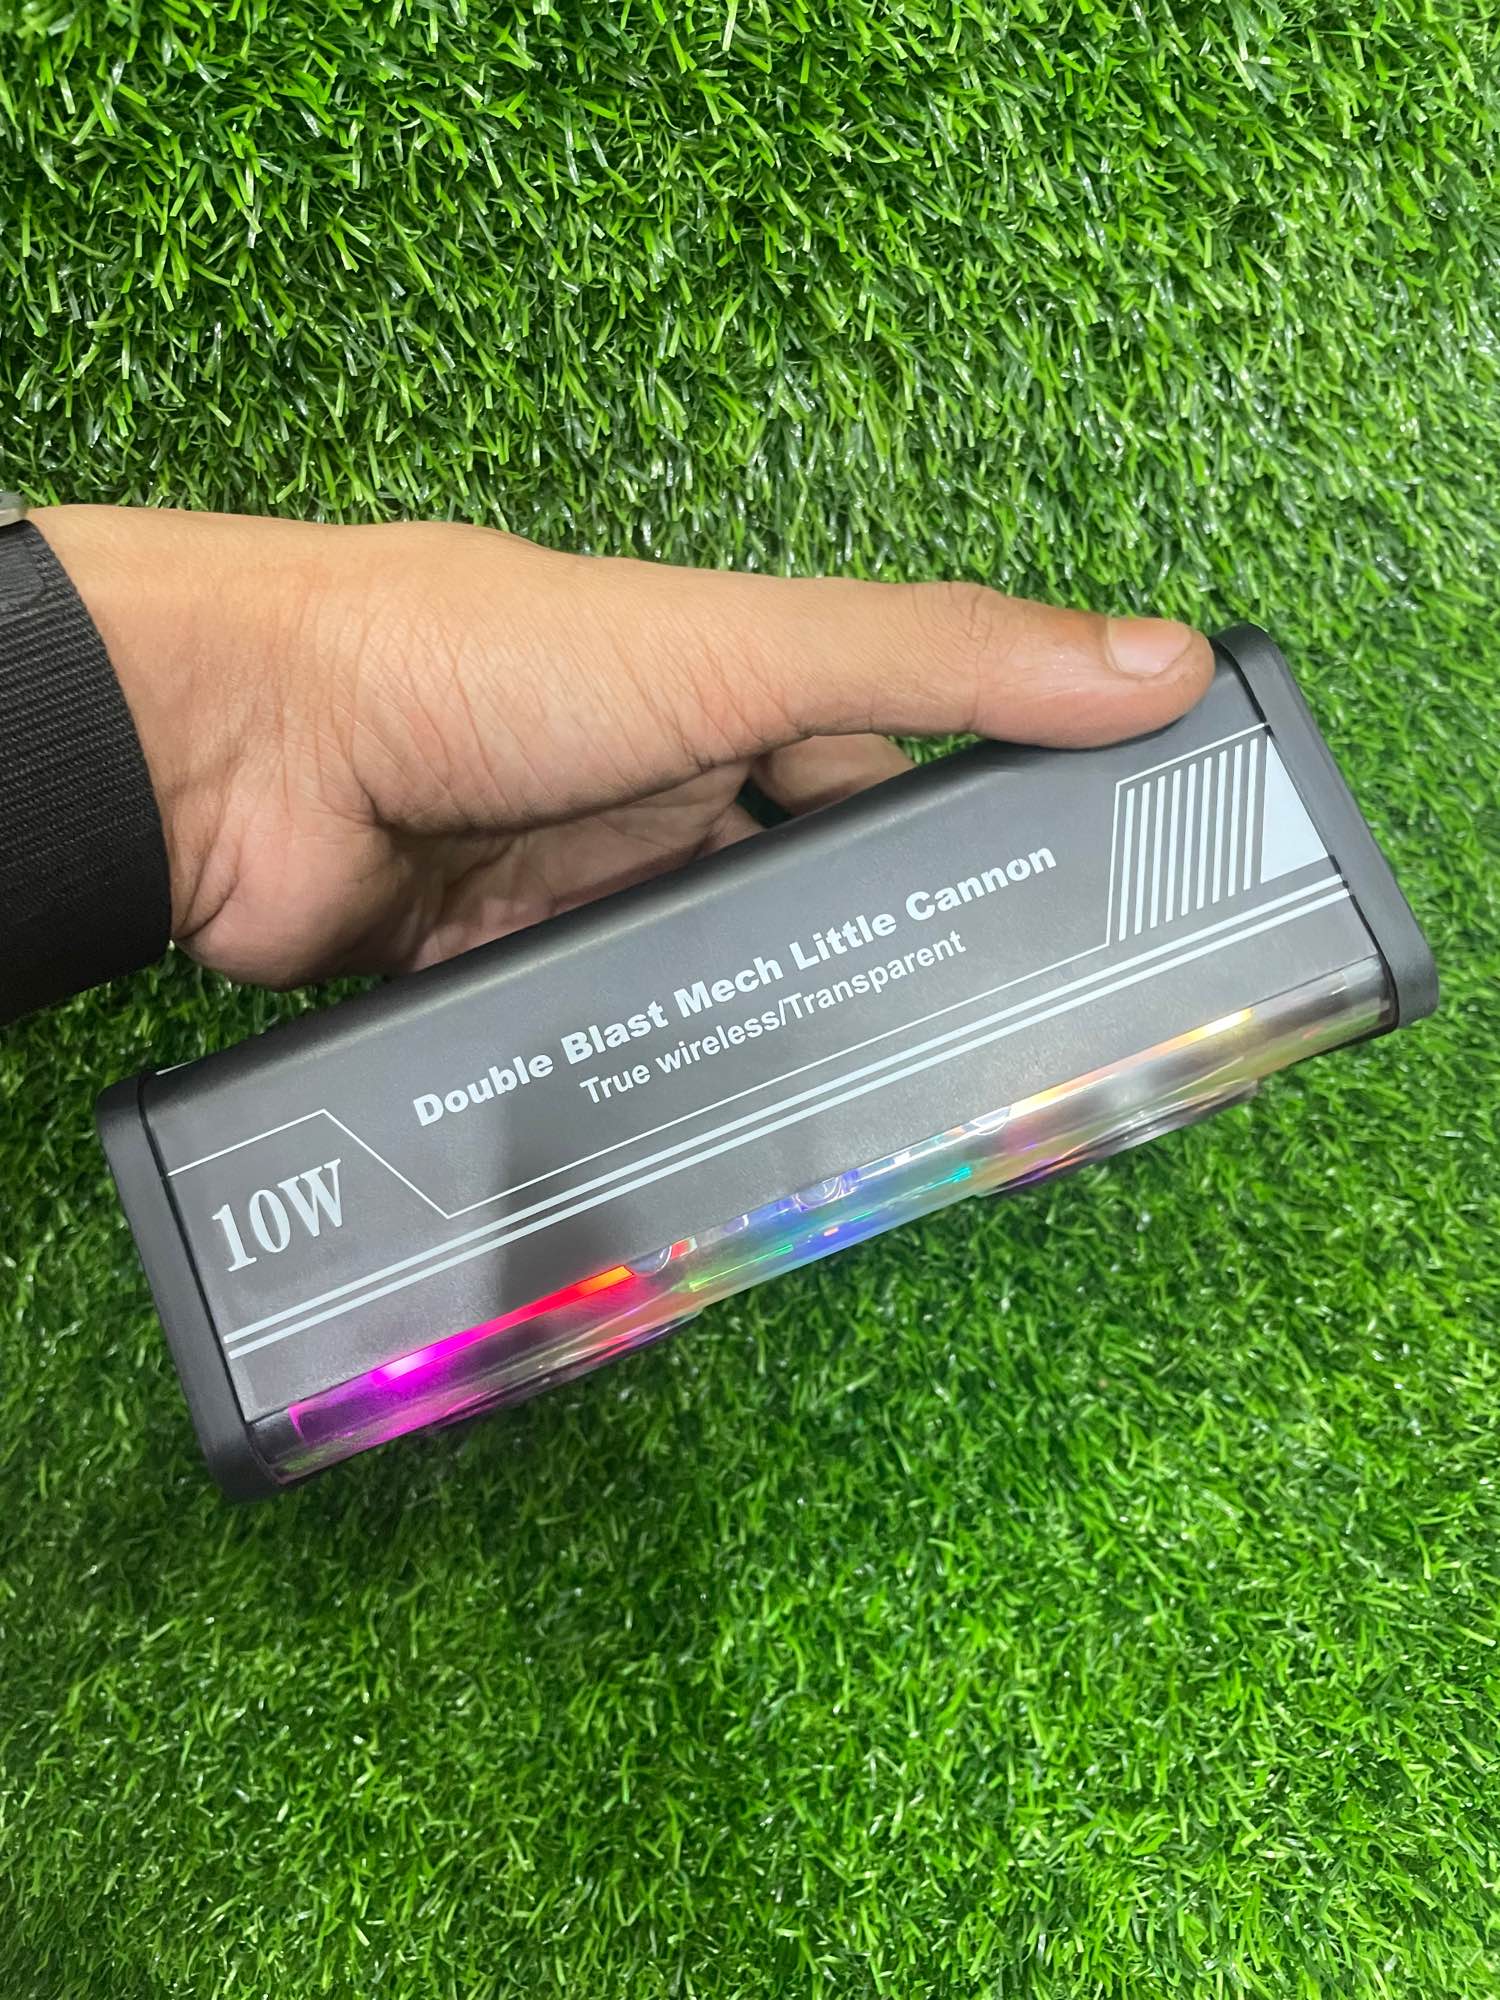 Double Blast Mech Little Cannon
True wireless/Transparent
10W